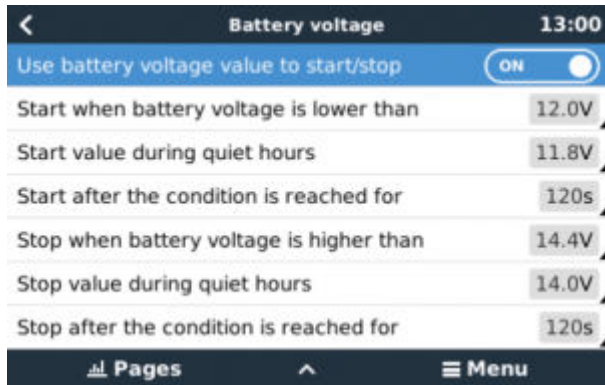 Battery voltage 13:00
Use battery voltage value to start/stop ON
Start when battery voltage is lower than 12.0V
Start value during quiet hours 11.8V
Start after the condition is reached for 120s
Stop when battery voltage is higher than 14.4V
Stop value during quiet hours 14.0V
Stop after the condition is reached for 120s
Pages Menu